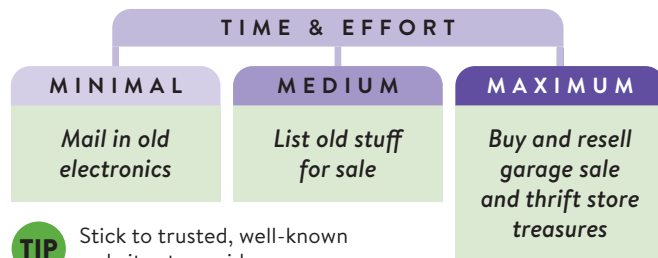 TIME & EFFORT
MINIMAL
Mail in old
electronics
MEDIUM
List old stuff
for sale
MAXIMUM
Buy and resell
garage sale
and thrift store
treasures
TIP
Stick to trusted, well-known